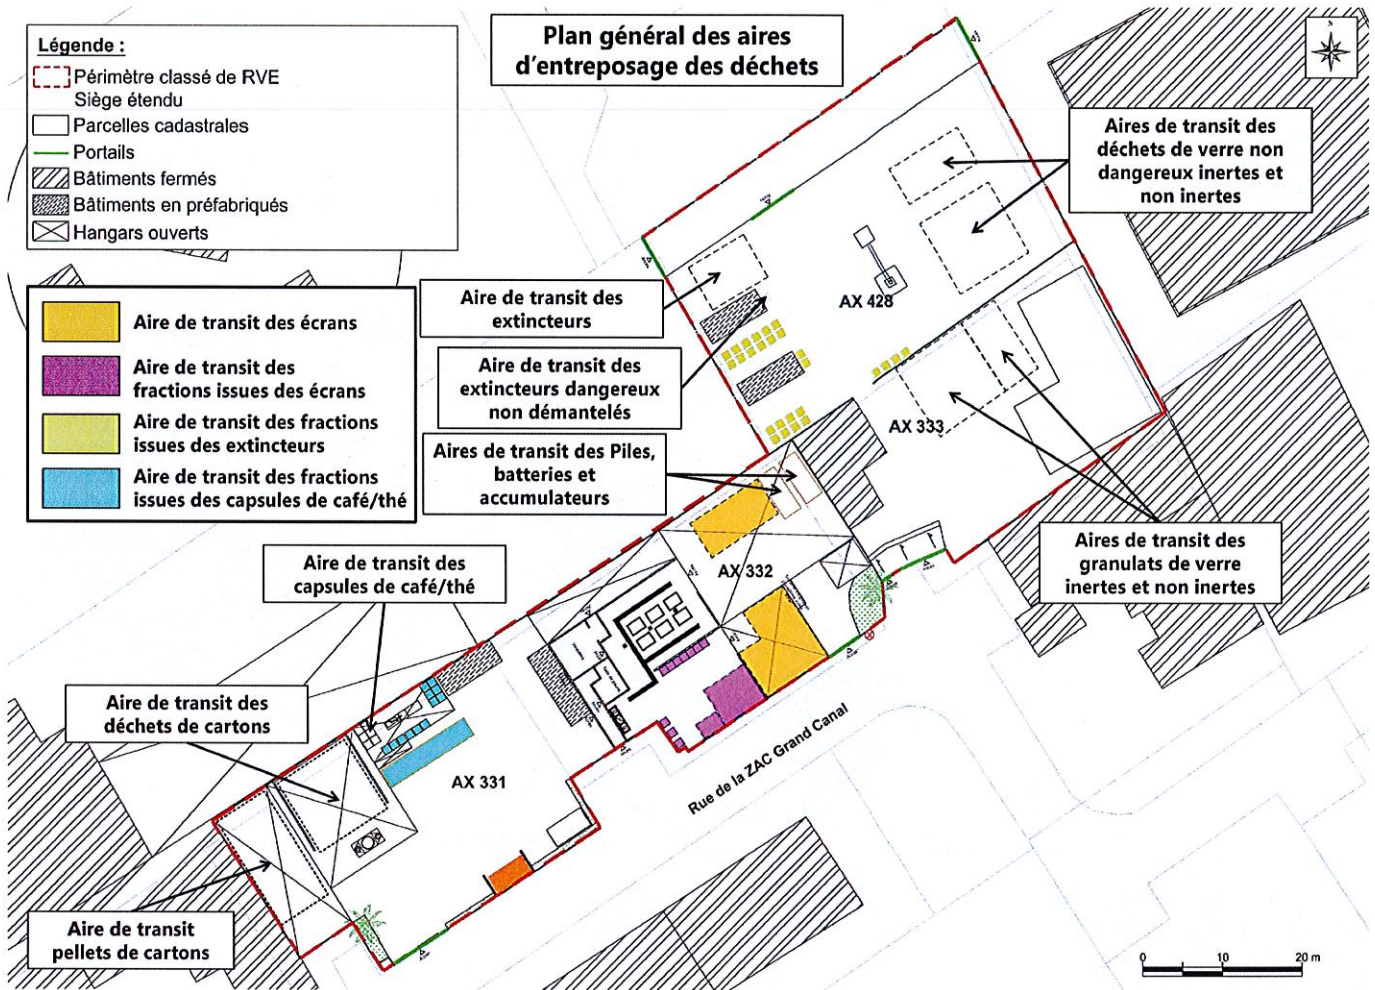 Plan général des aires
d'entreposage des déchets
N
Légende :
Périmètre classé de RVE
Siège étendu
Parcelles cadastrales
Portails
Bâtiments fermés
Bâtiments en préfabriqués
Hangars ouverts
Aire de transit des écrans
Aire de transit des
fractions issues des écrans
Aire de transit des fractions
issues des extincteurs
Aire de transit des fractions
issues des capsules de café/thé
Aires de transit des
déchets de verre non
dangereux inertes et
non inertes
Aire de transit des
extincteurs
AX 428
Aire de transit des
extincteurs dangereux
non démantelés
AX 333
Aires de transit des Piles,
batteries et
accumulateurs
Aires de transit des
granulats de verre
inertes et non inertes
Aire de transit des
capsules de café/thé
AX 332
Aire de transit des
déchets de cartons
AX 331
Rue de la ZAC Grand Canal
Aire de transit
pellets de cartons
0 10 20 m